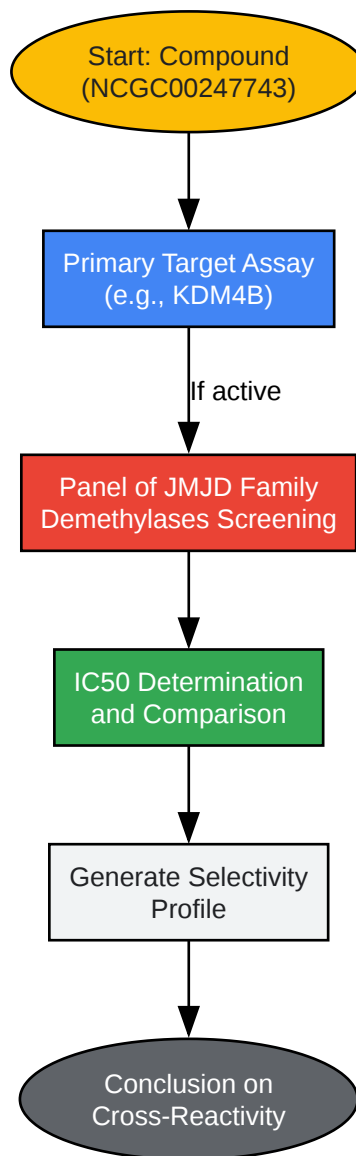 Start: Compound
(NCGC00247743)
Primary Target Assay
(e.g., KDM4B)
If active
Panel of JMJD Family
Demethylases Screening
IC50 Determination
and Comparison
Generate Selectivity
Profile
Conclusion on
Cross-Reactivity